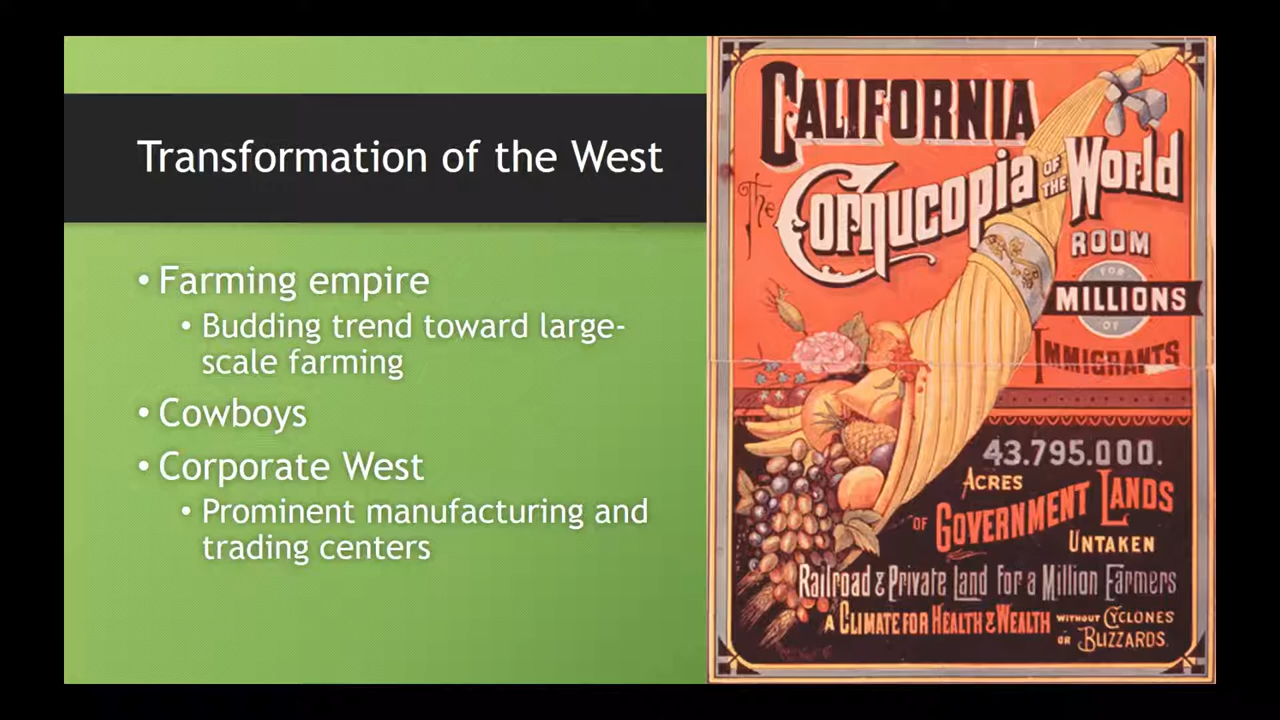 Transformation of the West
• Farming empire
• Budding trend toward large-
scale farming
• Cowboys
• Corporate West
• Prominent manufacturing and
trading centers
CALIFORNIA
The Cornucopia OF THE World
ROOM
FOR
MILLIONS
OF
IMMIGRANTS
43.795.000.
ACRES
OF GOVERNMENT LANDS
UNTAKEN
Railroad & Private Land for a Million Farmers
A CLIMATE FOR HEALTH & WEALTH WITHOUT CYCLONES
OR BLIZZARDS.